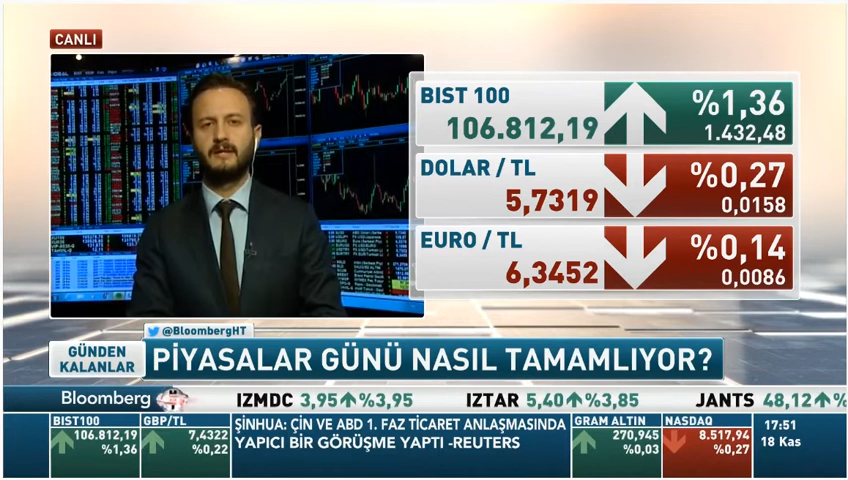 CANLI
BIST 100
106.812,19
%1,36
1.432,48
DOLAR / TL
5,7319
%0,27
0,0158
EURO / TL
6,3452
%0,14
0,0086
@BloombergHT
GÜNDEN
KALANLAR
PİYASALAR GÜNÜ NASIL TAMAMLIYOR?
Bloomberg HT
IZMDC 3,95 %3,95 IZTAR 5,40 %3,85 JANTS 48,12 %
BIST100
106.812,19
%1,36
GBP/TL
7,4322
%0,22
ŞİNHUA: ÇİN VE ABD 1. FAZ TİCARET ANLAŞMASINDA
YAPICI BİR GÖRÜŞME YAPTI -REUTERS
GRAM ALTIN
270,945
%0,03
NASDAQ
8.517,94
%0,27
17:51
18 Kas